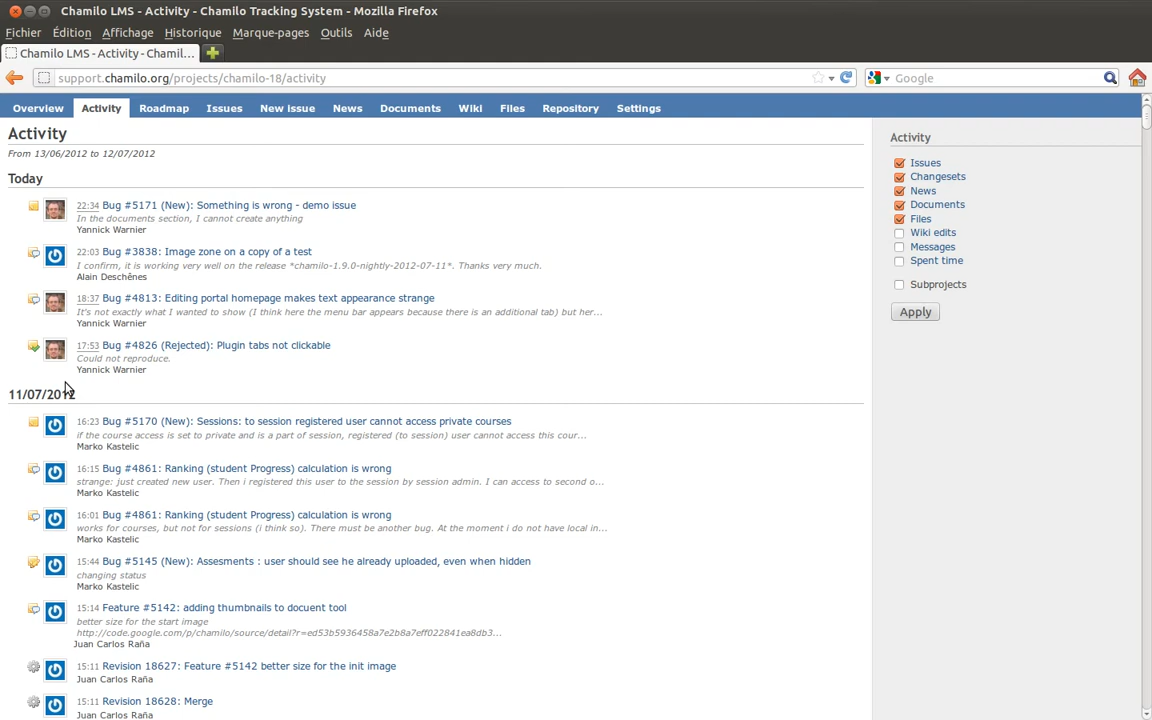 Chamilo LMS - Activity - Chamilo Tracking System - Mozilla Firefox
Fichier Édition Affichage Historique Marque-pages Outils Aide
Chamilo LMS - Activity - Chamil...
support.chamilo.org/projects/chamilo-18/activity
Google
Overview Activity Roadmap Issues New issue News Documents Wiki Files Repository Settings
Activity
From 13/06/2012 to 12/07/2012
Today
22:34 Bug #5171 (New): Something is wrong - demo issue
In the documents section, I cannot create anything
Yannick Warnier
22:03 Bug #3838: Image zone on a copy of a test
I confirm, it is working very well on the release *chamilo-1.9.0-nightly-2012-07-11*. Thanks very much.
Alain Deschênes
18:37 Bug #4813: Editing portal homepage makes text appearance strange
It's not exactly what I wanted to show (I think here the menu bar appears because there is an additional tab) but her...
Yannick Warnier
17:53 Bug #4826 (Rejected): Plugin tabs not clickable
Could not reproduce.
Yannick Warnier
11/07/2012
16:23 Bug #5170 (New): Sessions: to session registered user cannot access private courses
if the course access is set to private and is a part of session, registered (to session) user cannot access this cour...
Marko Kastelic
16:15 Bug #4861: Ranking (student Progress) calculation is wrong
strange: just created new user. Then i registered this user to the session by session admin. I can access to second o...
Marko Kastelic
16:01 Bug #4861: Ranking (student Progress) calculation is wrong
works for courses, but not for sessions (i think so). There must be another bug. At the moment i do not have local in...
Marko Kastelic
15:44 Bug #5145 (New): Assesments : user should see he already uploaded, even when hidden
changing status
Marko Kastelic
15:14 Feature #5142: adding thumbnails to docuent tool
better size for the start image
http://code.google.com/p/chamilo/source/detail?r=ed53b5936458a7e2b8a7eff022841ea8db3...
Juan Carlos Raña
15:11 Revision 18627: Feature #5142 better size for the init image
Juan Carlos Raña
15:11 Revision 18628: Merge
Juan Carlos Raña
Activity
Issues
Changesets
News
Documents
Files
Wiki edits
Messages
Spent time
Subprojects
Apply